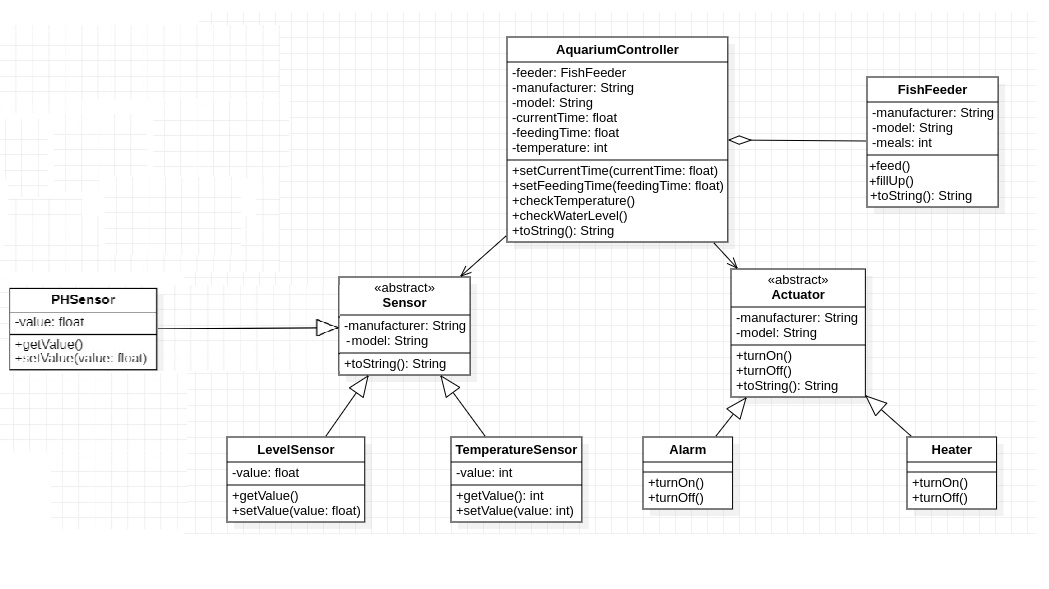 AquariumController
-feeder: FishFeeder
-manufacturer: String
-model: String
-currentTime: float
-feedingTime: float
-temperature: int
+setCurrentTime(currentTime: float)
+setFeedingTime(feedingTime: float)
+checkTemperature()
+checkWaterLevel()
+toString(): String
FishFeeder
-manufacturer: String
-model: String
-meals: int
+feed()
+fillUp()
+toString(): String
PHSensor
-value: float
+getValue()
+setValue(value: float)
«abstract»
Sensor
-manufacturer: String
-model: String
+toString(): String
«abstract»
Actuator
-manufacturer: String
-model: String
+turnOn()
+turnOff()
+toString(): String
LevelSensor
-value: float
+getValue()
+setValue(value: float)
TemperatureSensor
-value: int
+getValue(): int
+setValue(value: int)
Alarm
+turnOn()
+turnOff()
Heater
+turnOn()
+turnOff()